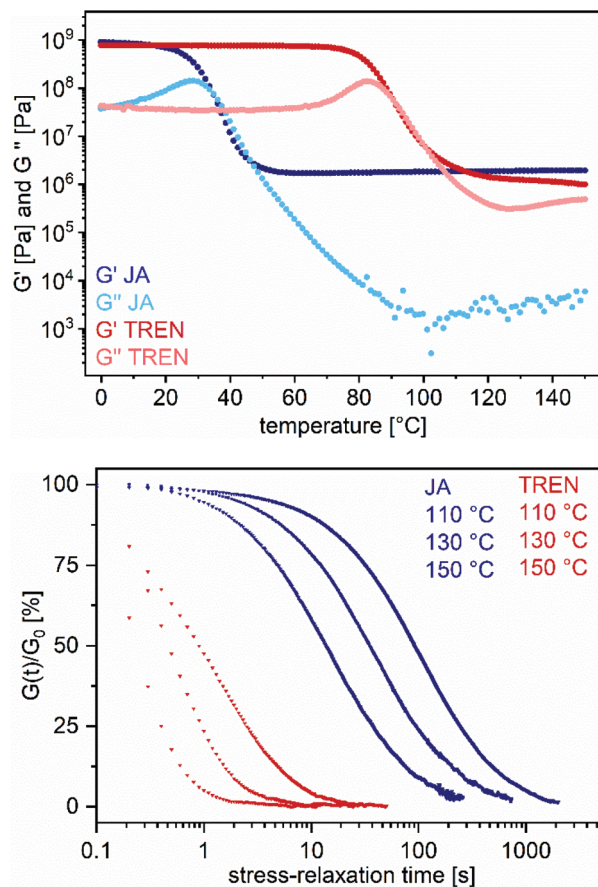 G' [Pa] and G '' [Pa]
10⁹
10⁸
10⁷
10⁶
10⁵
10⁴
10³
G' JA
G'' JA
G' TREN
G'' TREN
0 20 40 60 80 100 120 140
temperature [°C]
G(t)/G₀ [%]
100
75
50
25
0
JA TREN
110 °C 110 °C
130 °C 130 °C
150 °C 150 °C
0.1 1 10 100 1000
stress-relaxation time [s]